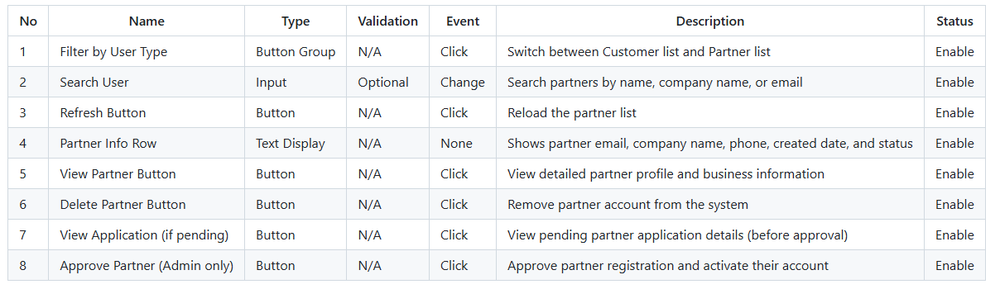 No Name Type Validation Event Description Status
1 Filter by User Type Button Group N/A Click Switch between Customer list and Partner list Enable
2 Search User Input Optional Change Search partners by name, company name, or email Enable
3 Refresh Button Button N/A Click Reload the partner list Enable
4 Partner Info Row Text Display N/A None Shows partner email, company name, phone, created date, and status Enable
5 View Partner Button Button N/A Click View detailed partner profile and business information Enable
6 Delete Partner Button Button N/A Click Remove partner account from the system Enable
7 View Application (if pending) Button N/A Click View pending partner application details (before approval) Enable
8 Approve Partner (Admin only) Button N/A Click Approve partner registration and activate their account Enable